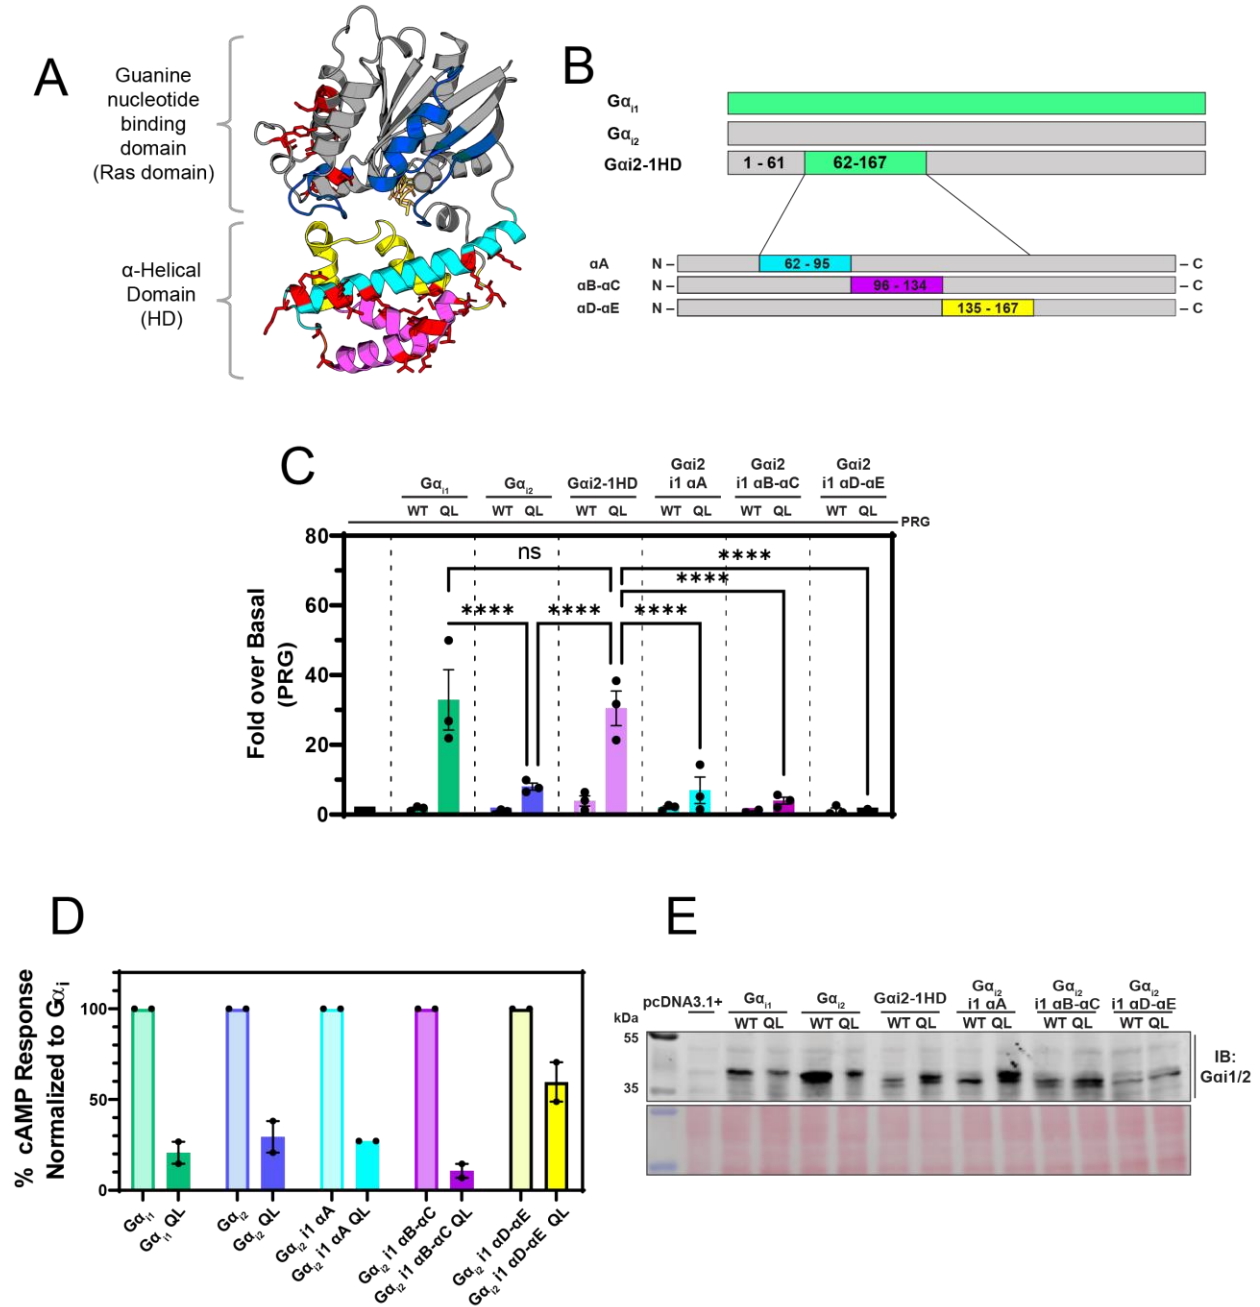 A
Guanine
nucleotide
binding
domain
(Ras domain)
α-Helical
Domain
(HD)
B
Gαi1
Gαi2
Gαi2-1HD
1 - 61
62-167
αA
N –
62 - 95
– C
αB-αC
N –
96 - 134
– C
αD-αE
N –
135 - 167
– C
C
Gαi1
Gαi2
Gαi2-1HD
Gαi2
i1 αA
Gαi2
i1 αB-αC
Gαi2
i1 αD-αE
WT QL WT QL WT QL WT QL WT QL WT QL
PRG
Fold over Basal
(PRG)
80
60
40
20
0
ns
****
****
****
****
****
D
% cAMP Response
Normalized to Gαi
100
50
0
Gαi1
Gαi1 QL
Gαi2
Gαi2 QL
Gαi2 i1 αA
Gαi2 i1 αA QL
Gαi2 i1 αB-αC
Gαi2 i1 αB-αC QL
Gαi2 i1 αD-αE
Gαi2 i1 αD-αE QL
E
pcDNA3.1+
Gαi1
Gαi2
Gαi2-1HD
Gαi2
i1 αA
Gαi2
i1 αB-αC
Gαi2
i1 αD-αE
WT QL WT QL WT QL WT QL WT QL WT QL
kDa
55
35
IB:
Gαi1/2